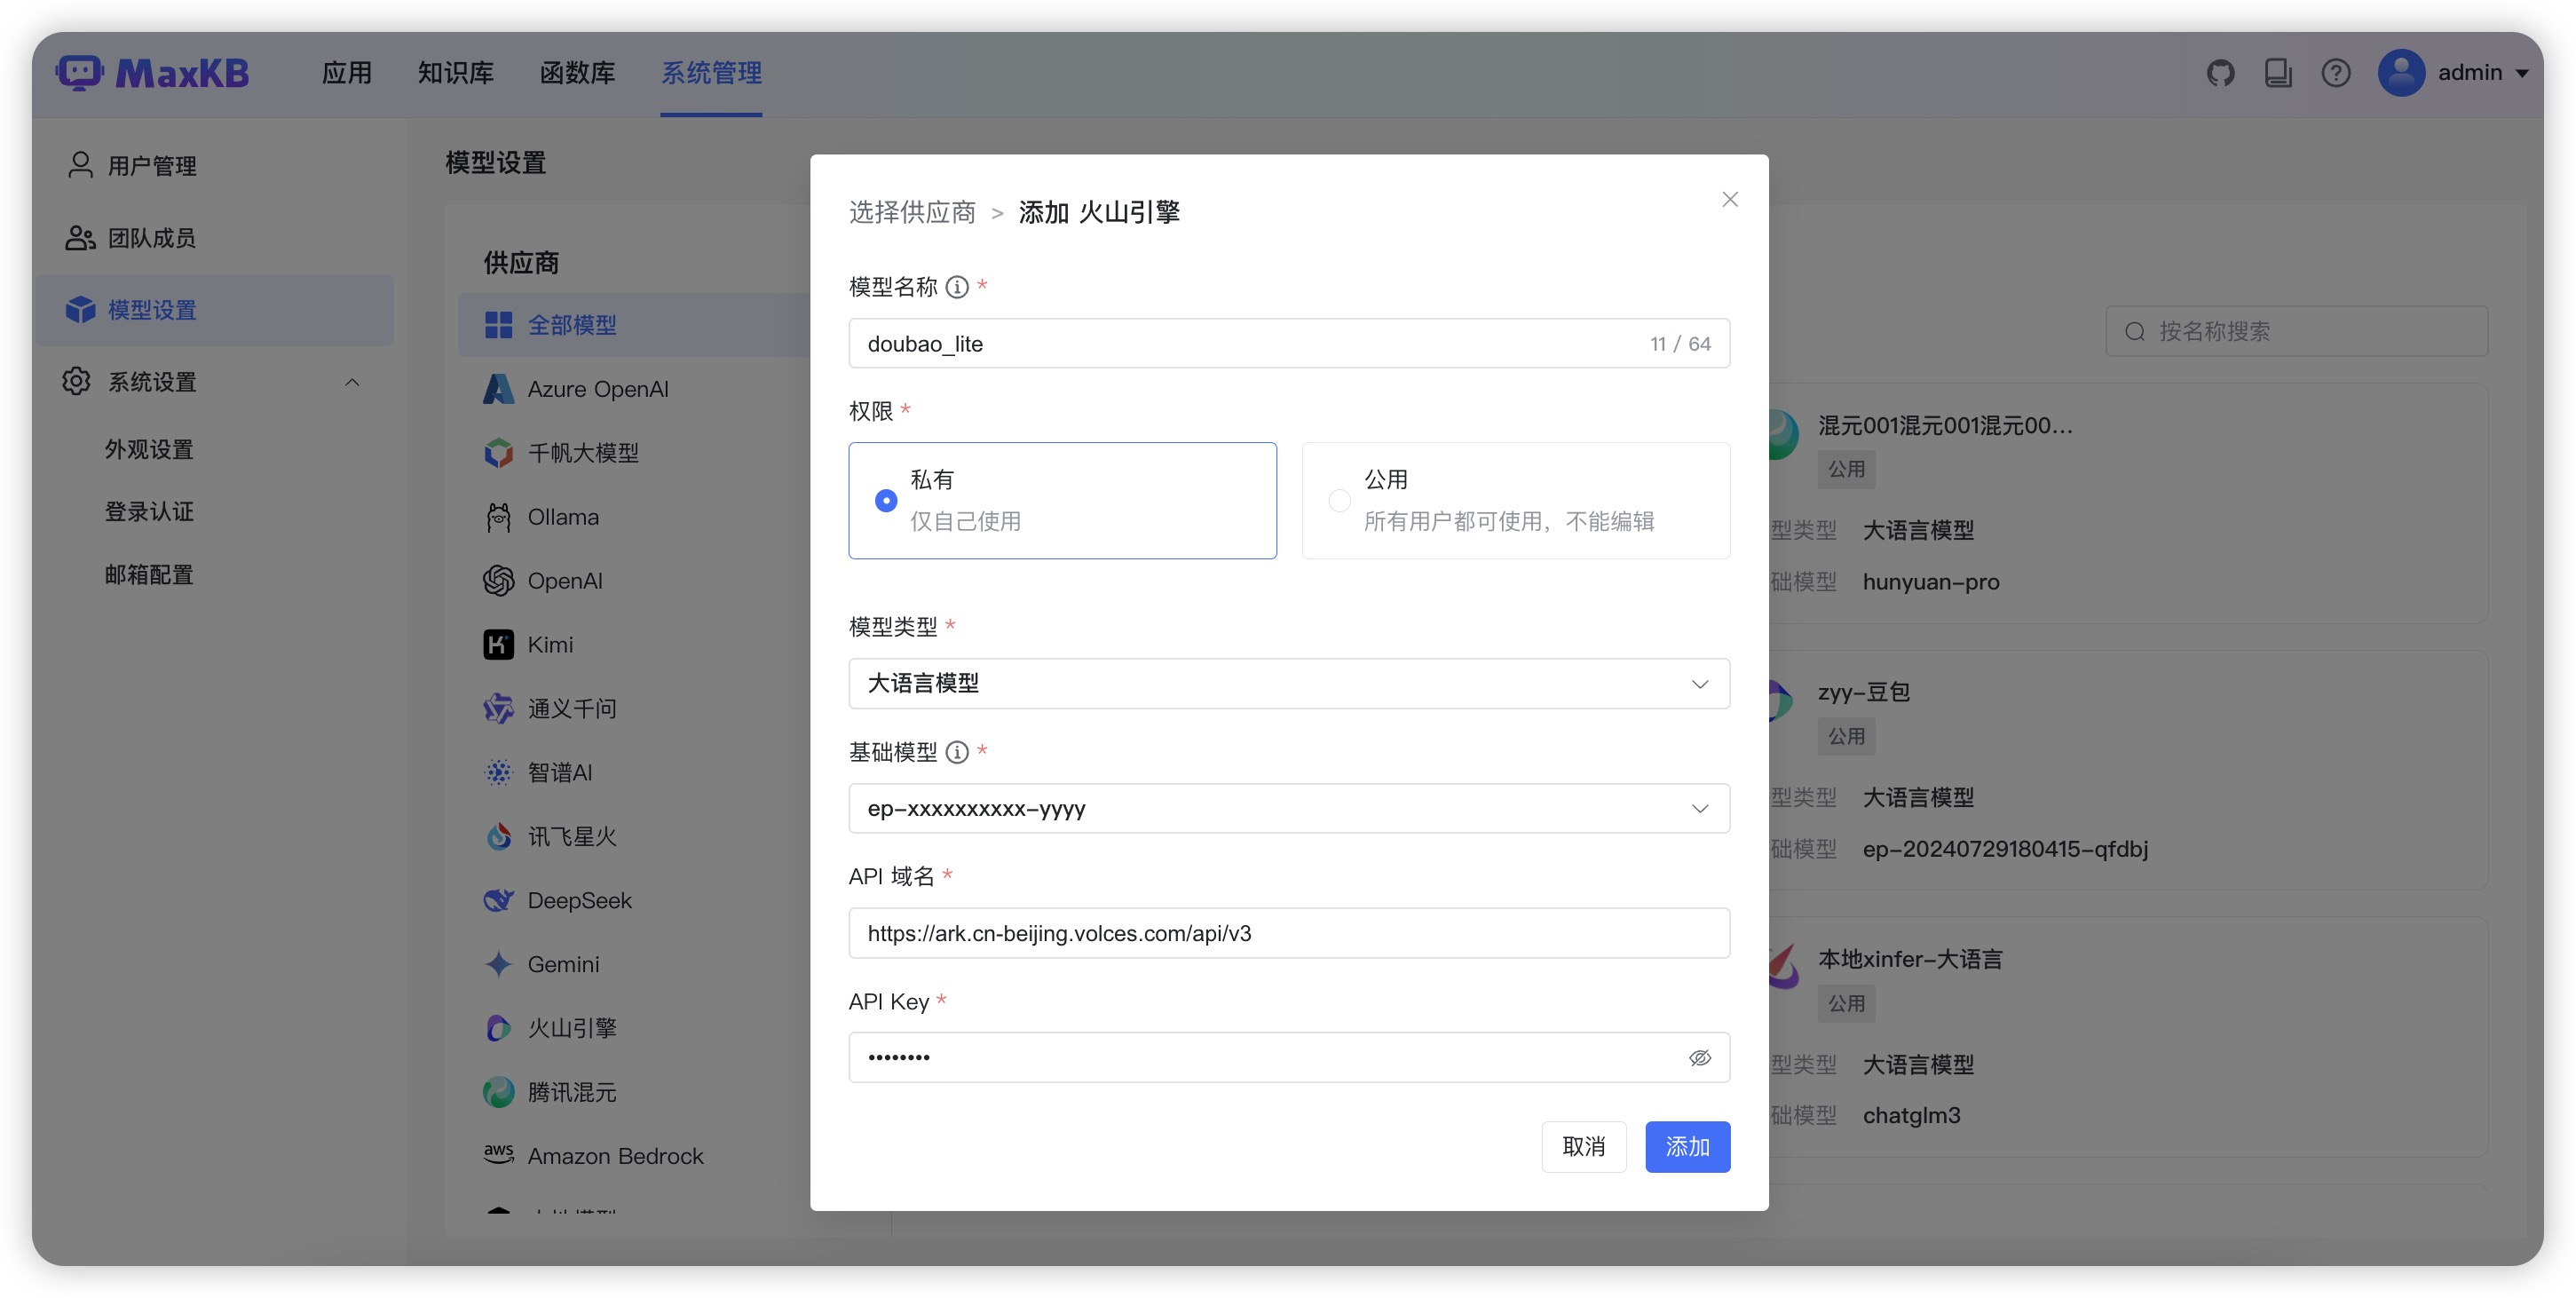 MaxKB 应用 知识库 函数库 系统管理 admin
用户管理
团队成员
模型设置
系统设置
外观设置
登录认证
邮箱配置
模型设置
供应商
全部模型
Azure OpenAI
千帆大模型
Ollama
OpenAI
Kimi
通义千问
智谱AI
讯飞星火
DeepSeek
Gemini
火山引擎
腾讯混元
aws Amazon Bedrock
选择供应商 > 添加 火山引擎
模型名称 *
doubao_lite 11 / 64
权限 *
私有
仅自己使用
公用
所有用户都可使用，不能编辑
模型类型 *
大语言模型
基础模型 *
ep-xxxxxxxxxx-yyyy
API 域名 *
https://ark.cn-beijing.volces.com/api/v3
API Key *
••••••••
取消 添加
按名称搜索
混元001混元001混元00...
公用
型类型 大语言模型
础模型 hunyuan-pro
zyy-豆包
公用
型类型 大语言模型
础模型 ep-20240729180415-qfdbj
本地xinfer-大语言
公用
型类型 大语言模型
础模型 chatglm3